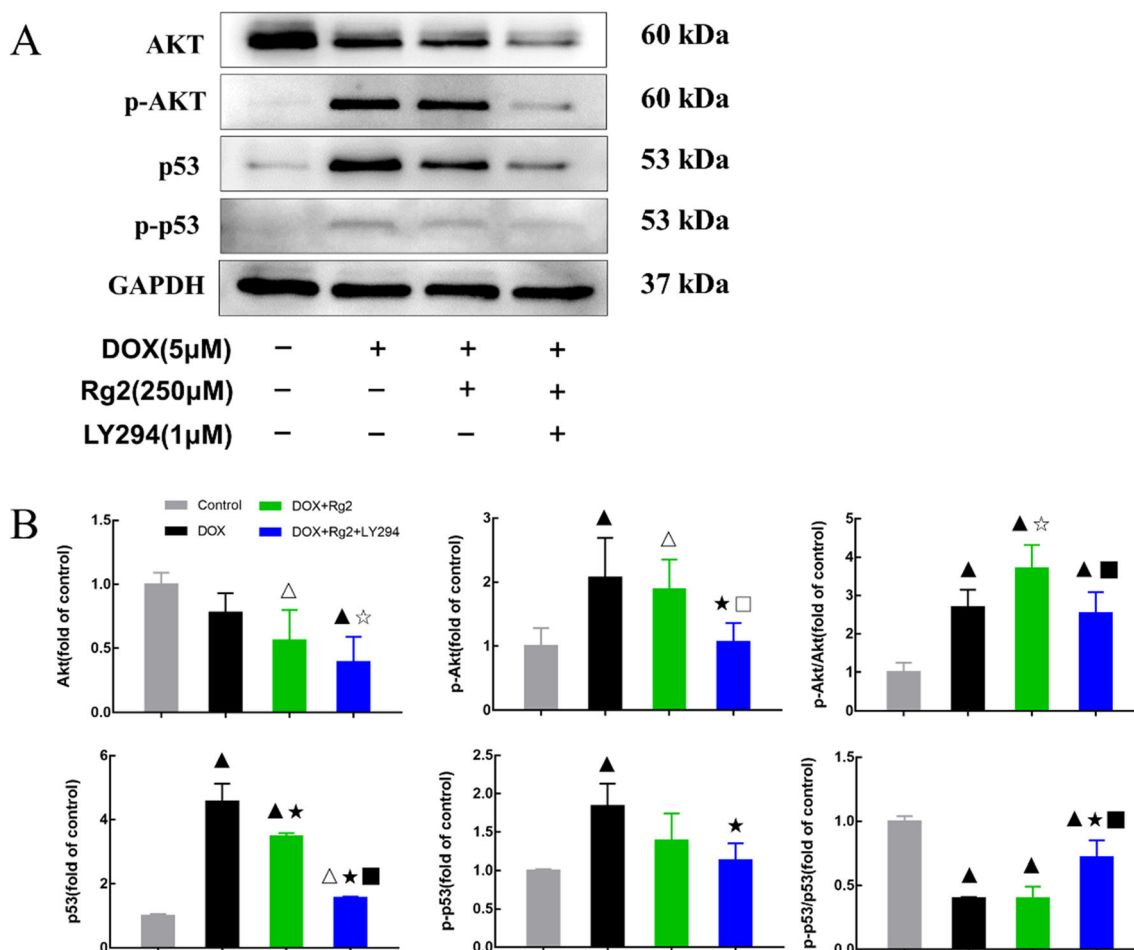 A
AKT 60 kDa
p-AKT 60 kDa
p53 53 kDa
p-p53 53 kDa
GAPDH 37 kDa
DOX(5μM) − + + +
Rg2(250μM) − − + +
LY294(1μM) − − − +
B
Control DOX+Rg2
DOX DOX+Rg2+LY294
Akt(fold of control)
1.5
1.0
0.5
0.0
△
▲ ☆
p-Akt(fold of control)
3
2
1
0
▲
△
★ □
p-Akt/Akt(fold of control)
5
4
3
2
1
0
▲
▲ ☆
▲ ■
p53(fold of control)
6
4
2
0
▲
▲ ★
△ ★ ■
p-p53(fold of control)
2.5
2.0
1.5
1.0
0.5
0.0
▲
★
p-p53/p53(fold of control)
1.5
1.0
0.5
0.0
▲
▲
▲ ★ ■